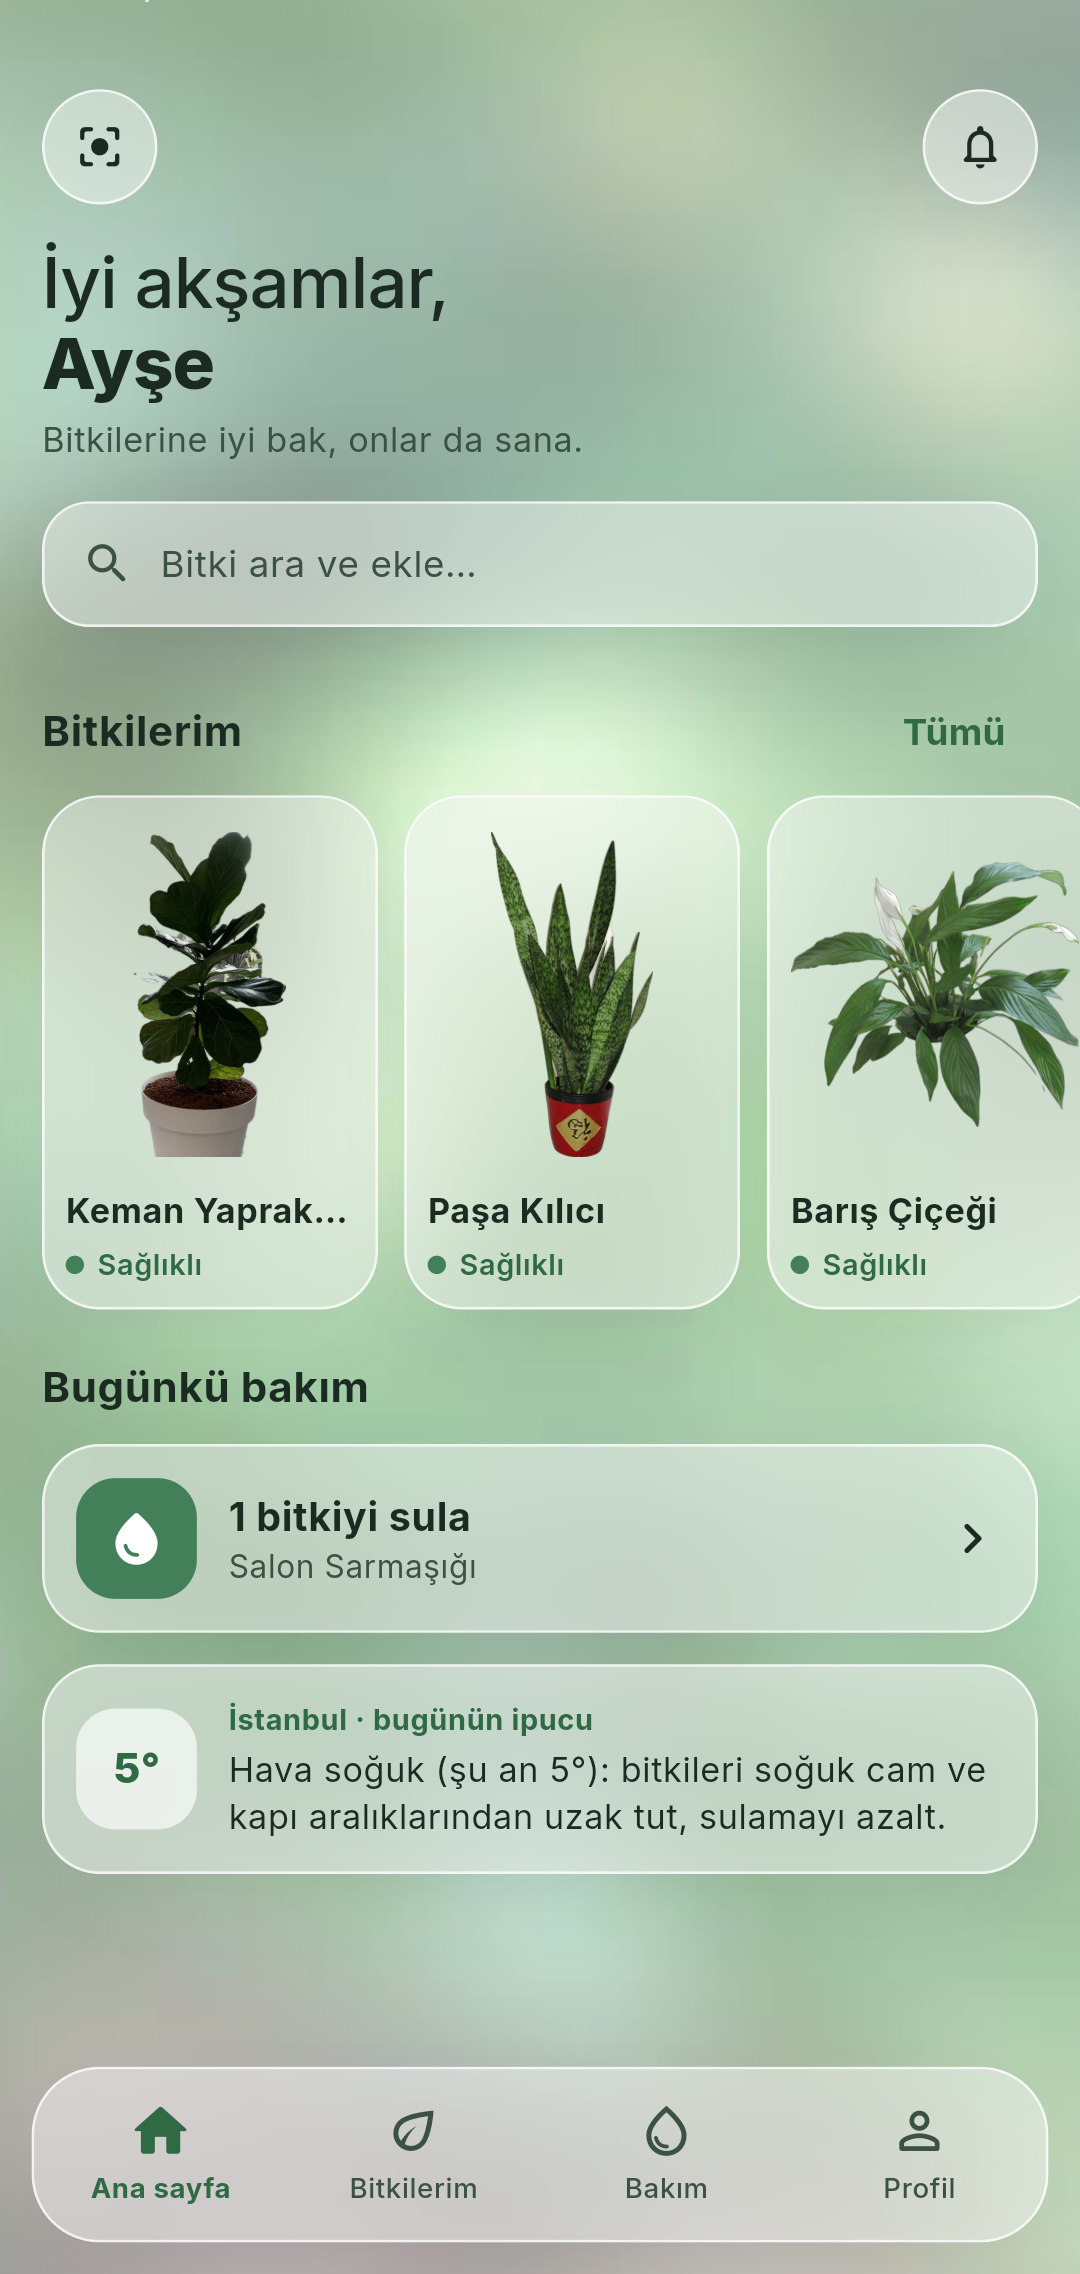 İyi akşamlar,
Ayşe
Bitkilerine iyi bak, onlar da sana.
Bitki ara ve ekle...
Bitkilerim
Tümü
Keman Yaprak...
Sağlıklı
Paşa Kılıcı
Sağlıklı
Barış Çiçeği
Sağlıklı
Bugünkü bakım
1 bitkiyi sula
Salon Sarmaşığı
5°
İstanbul · bugünün ipucu
Hava soğuk (şu an 5°): bitkileri soğuk cam ve
kapı aralıklarından uzak tut, sulamayı azalt.
Ana sayfa
Bitkilerim
Bakım
Profil